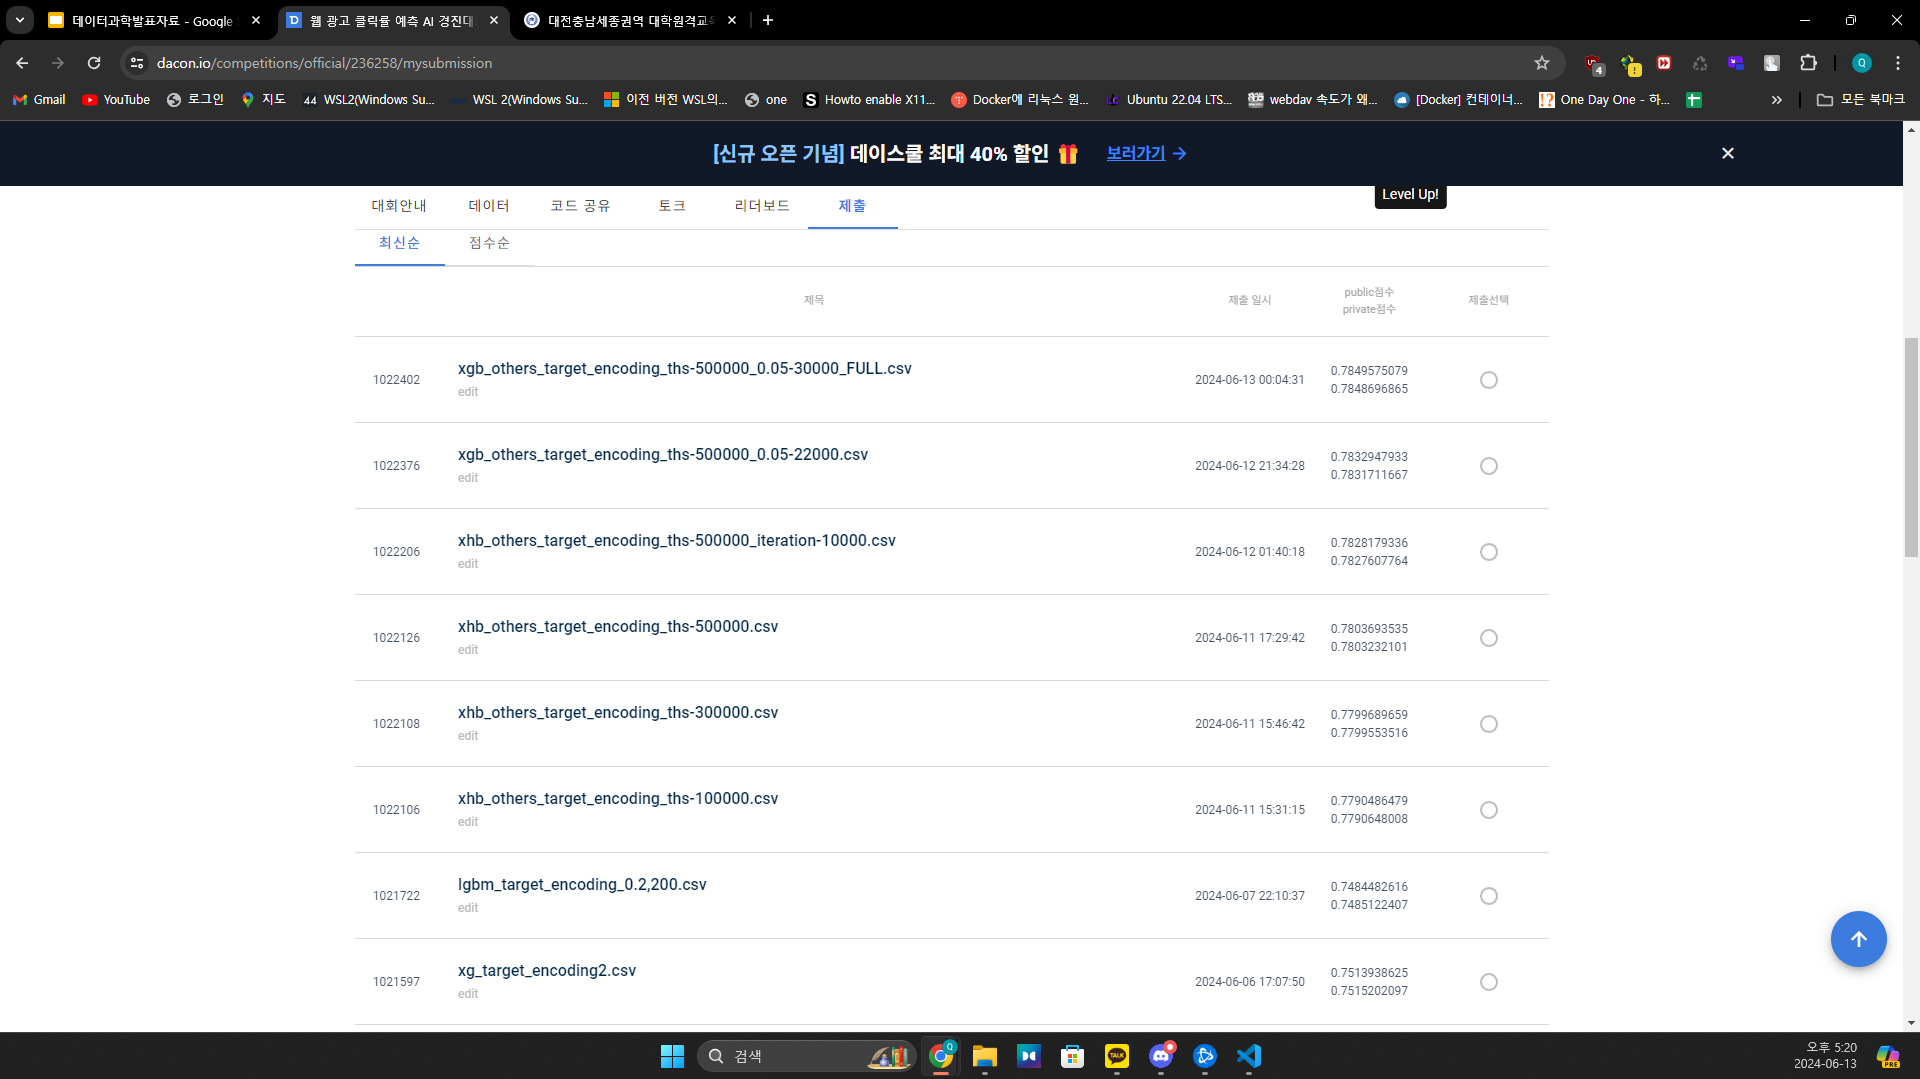 데이터과학발표자료 - Google
웹 광고 클릭률 예측 AI 경진대
대전충남세종권역 대학원격교육
dacon.io/competitions/official/236258/mysubmission
Gmail
YouTube
로그인
지도
WSL2(Windows Su...
WSL 2(Windows Su...
이전 버전 WSL의...
one
Howto enable X11...
Docker에 리눅스 원...
Ubuntu 22.04 LTS...
webdav 속도가 왜...
[Docker] 컨테이너...
One Day One - 하...
모든 북마크
[신규 오픈 기념] 데이스쿨 최대 40% 할인 보러가기
Level Up!
대회안내 데이터 코드 공유 토크 리더보드 제출
최신순 점수순
제목 제출 일시 public점수 제출선택
private점수
1022402 xgb_others_target_encoding_ths-500000_0.05-30000_FULL.csv 2024-06-13 00:04:31 0.7849575079
edit 0.7848696865
1022376 xgb_others_target_encoding_ths-500000_0.05-22000.csv 2024-06-12 21:34:28 0.7832947933
edit 0.7831711667
1022206 xhb_others_target_encoding_ths-500000_iteration-10000.csv 2024-06-12 01:40:18 0.7828179336
edit 0.7827607764
1022126 xhb_others_target_encoding_ths-500000.csv 2024-06-11 17:29:42 0.7803693535
edit 0.7803232101
1022108 xhb_others_target_encoding_ths-300000.csv 2024-06-11 15:46:42 0.7799689659
edit 0.7799553516
1022106 xhb_others_target_encoding_ths-100000.csv 2024-06-11 15:31:15 0.7790486479
edit 0.7790648008
1021722 lgbm_target_encoding_0.2,200.csv 2024-06-07 22:10:37 0.7484482616
edit 0.7485122407
1021597 xg_target_encoding2.csv 2024-06-06 17:07:50 0.7513938625
edit 0.7515202097
검색
오후 5:20
2024-06-13